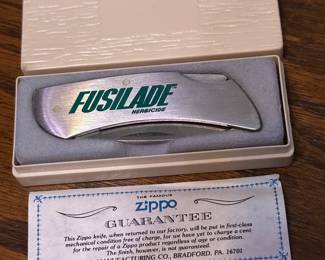 FUSILADE
HERBICIDE
THE FAMOUS
zippo
GUARANTEE
This Zippo knife, when returned to our factory, will be put in first-class
mechanical condition free of charge, for we have yet to charge a cent
for the repair of a Zippo product regardless of age or condition.
The finish, however, is not guaranteed.
MANUFACTURING CO., BRADFORD, PA. 16701